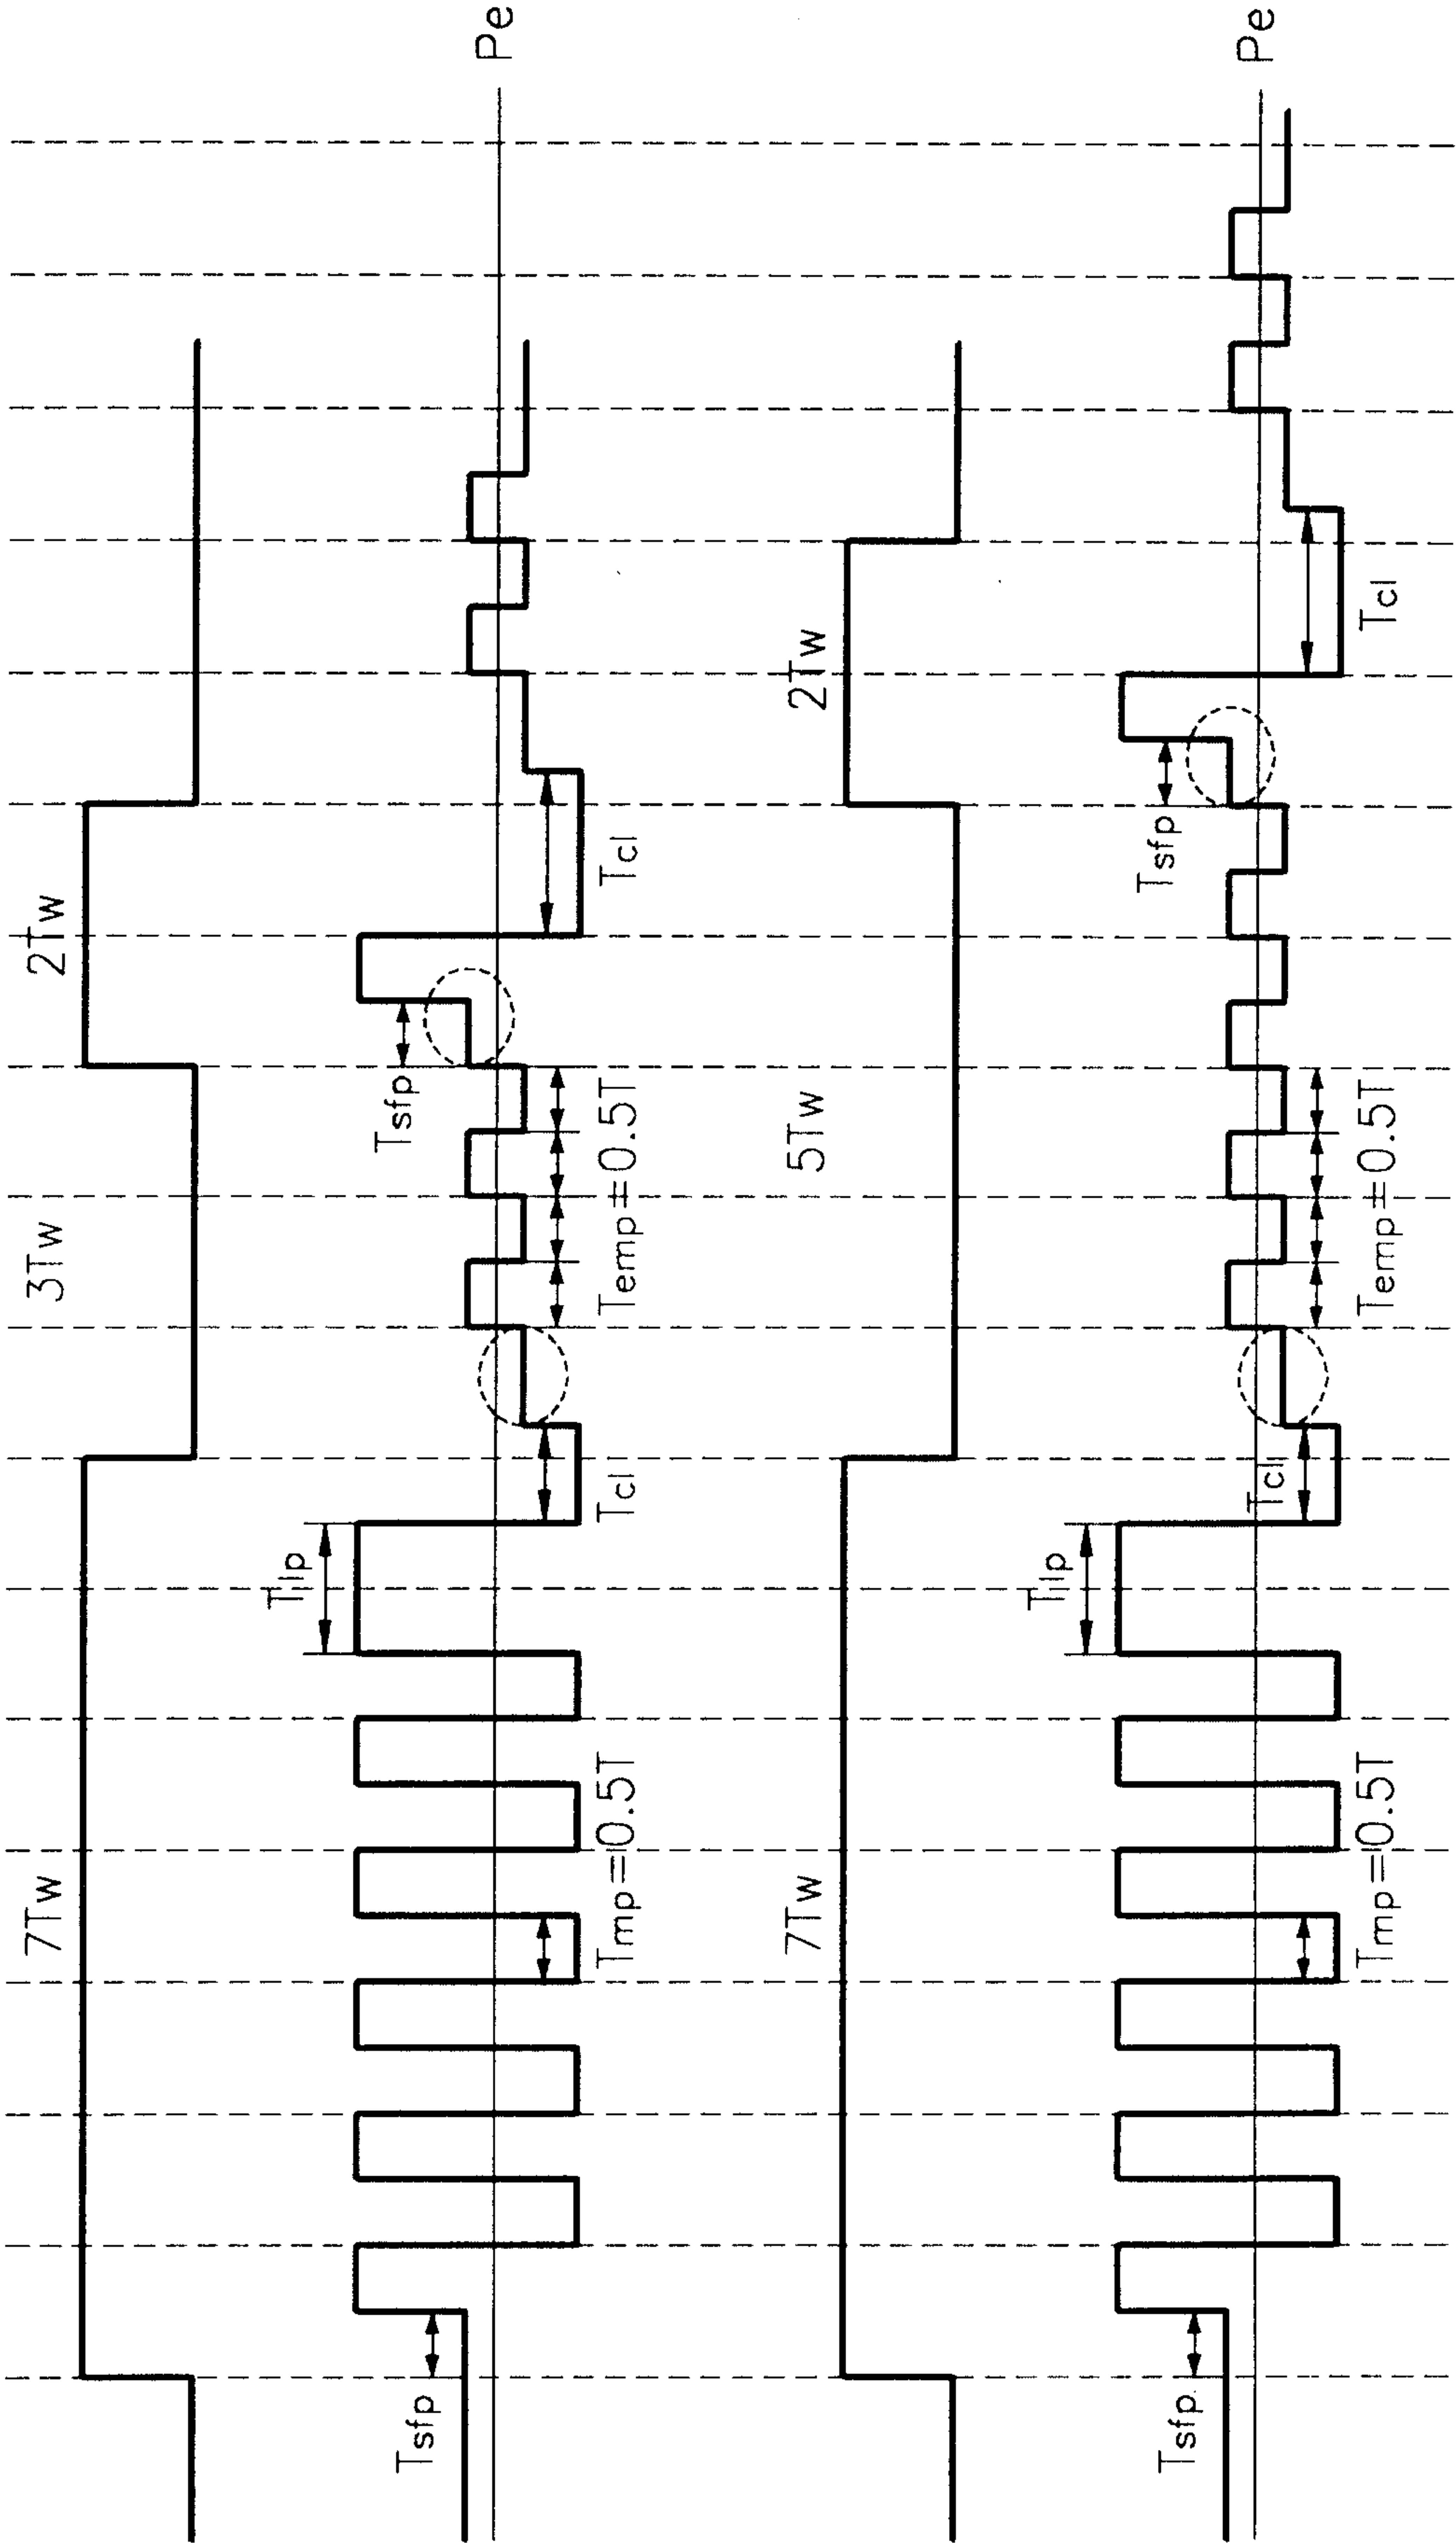 7Tw 3Tw 2Tw
Tsfp Tlp Tsfp Pe
Tmp=0.5T Tcl Temp=0.5T Tcl
7Tw 5Tw 2Tw
Tsfp Tlp Tcl Tsfp Pe
Tmp=0.5T Temp=0.5T Tcl